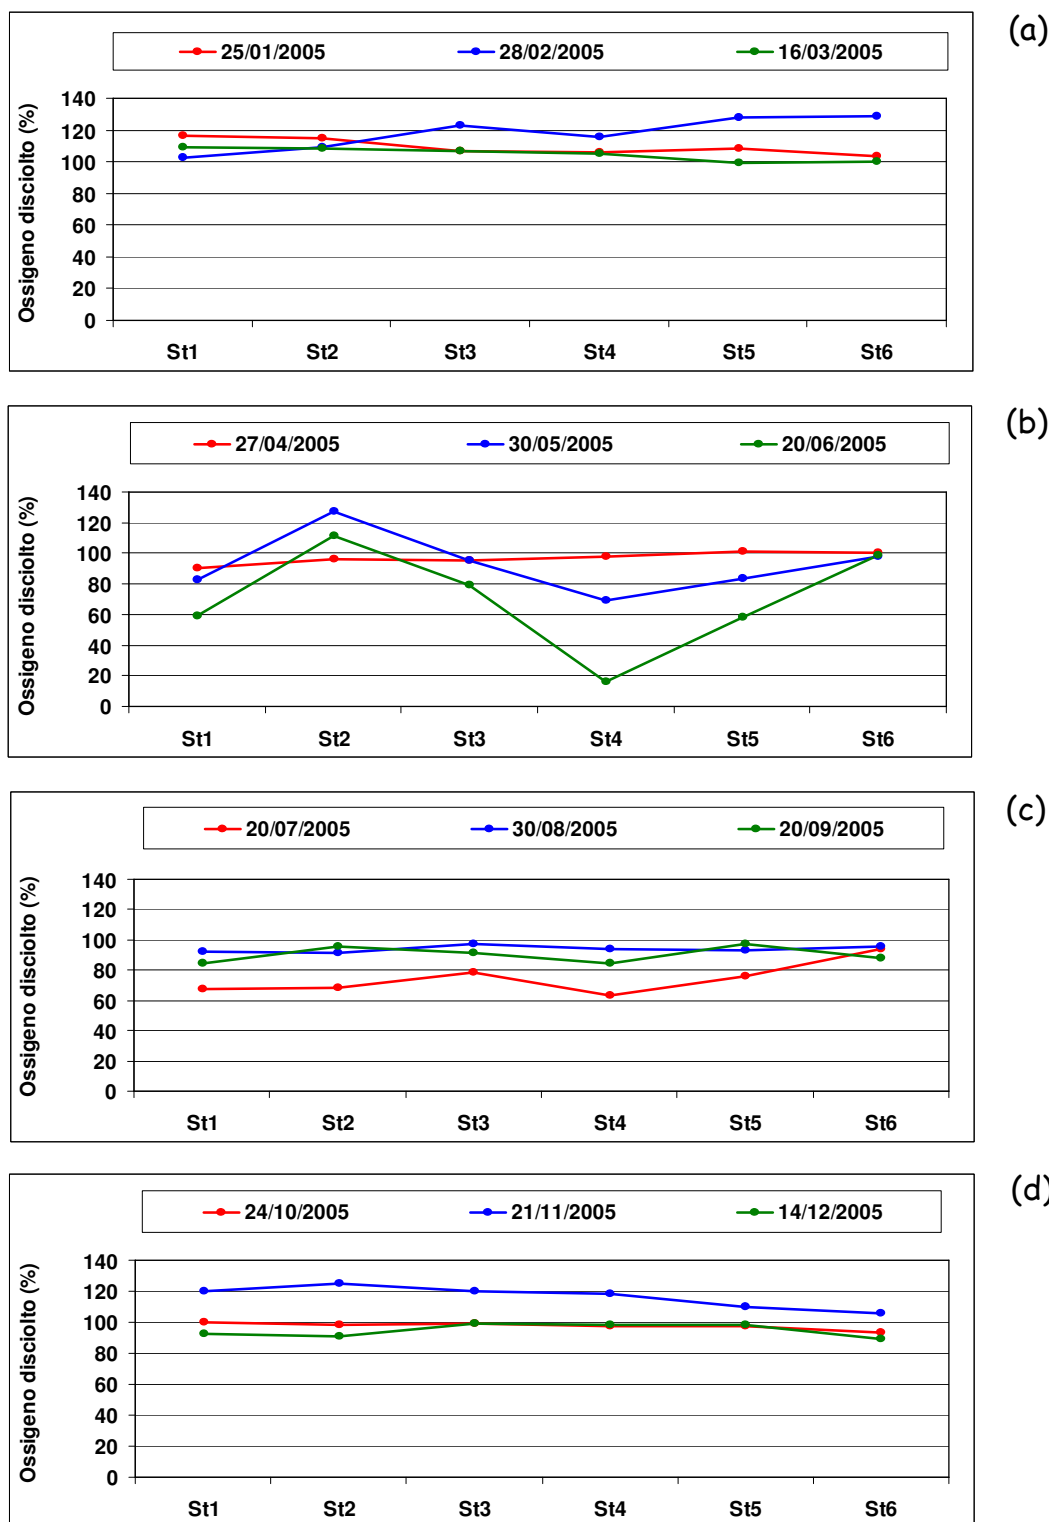 (a)
25/01/2005 28/02/2005 16/03/2005
Ossigeno disciolto (%)
140
120
100
80
60
40
20
0
St1 St2 St3 St4 St5 St6
(b)
27/04/2005 30/05/2005 20/06/2005
Ossigeno disciolto (%)
140
120
100
80
60
40
20
0
St1 St2 St3 St4 St5 St6
(c)
20/07/2005 30/08/2005 20/09/2005
Ossigeno disciolto (%)
140
120
100
80
60
40
20
0
St1 St2 St3 St4 St5 St6
(d)
24/10/2005 21/11/2005 14/12/2005
Ossigeno disciolto (%)
140
120
100
80
60
40
20
0
St1 St2 St3 St4 St5 St6